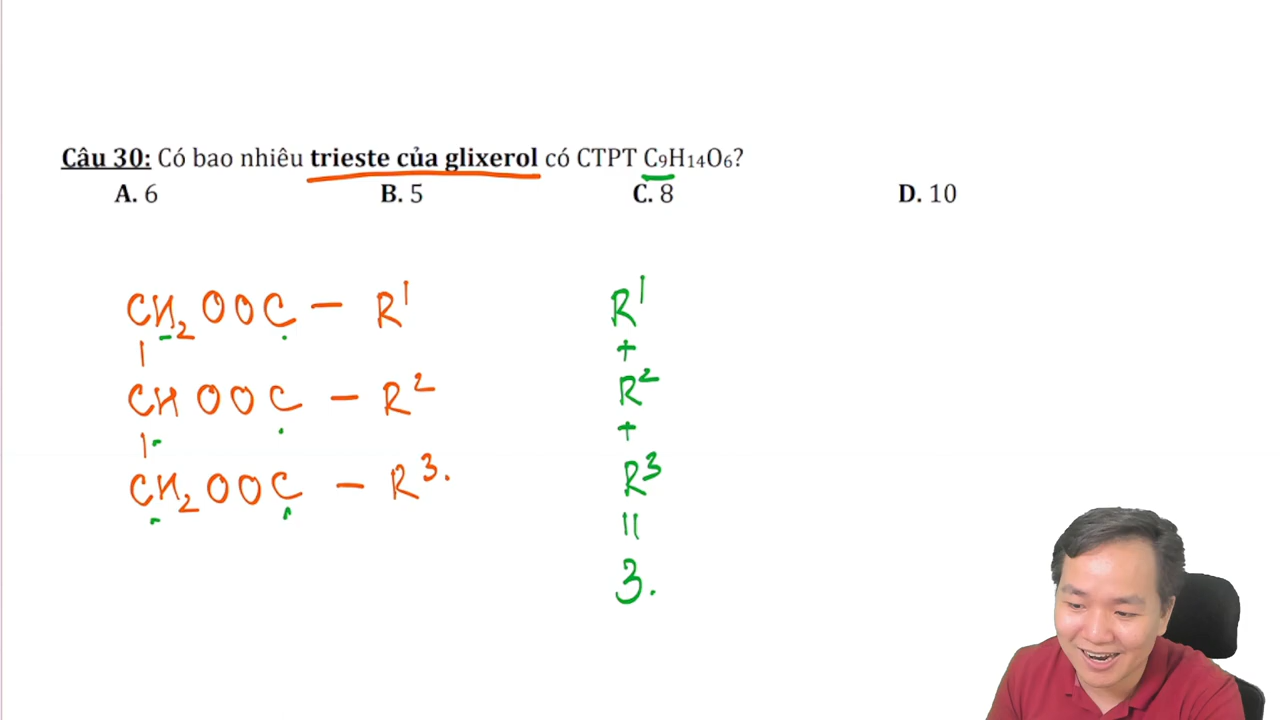 Câu 30: Có bao nhiêu trieste của glixerol có CTPT C₉H₁₄O₆?
A. 6 B. 5 C. 8 D. 10
CH₂OOC – R¹
|
CHOOC – R²
|
CH₂OOC – R³.
R¹
+
R²
+
R³
=
3.